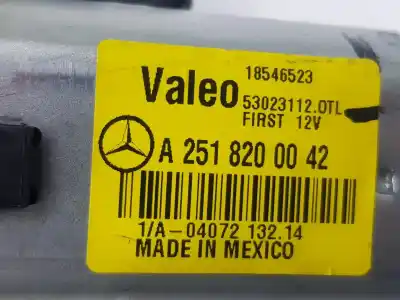 Valeo
18546523
53023112.OTL
FIRST 12V
A 251 820 00 42
1/A-04072 132.14
MADE IN MEXICO